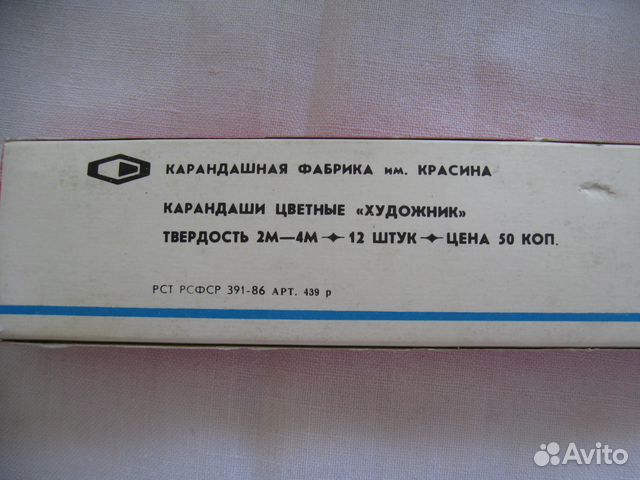 КАРАНДАШНАЯ ФАБРИКА им. КРАСИНА
КАРАНДАШИ ЦВЕТНЫЕ «ХУДОЖНИК»
ТВЕРДОСТЬ 2М—4М 12 ШТУК ЦЕНА 50 КОП.
РСТ РСФСР 391-86 АРТ. 439 р
Avito